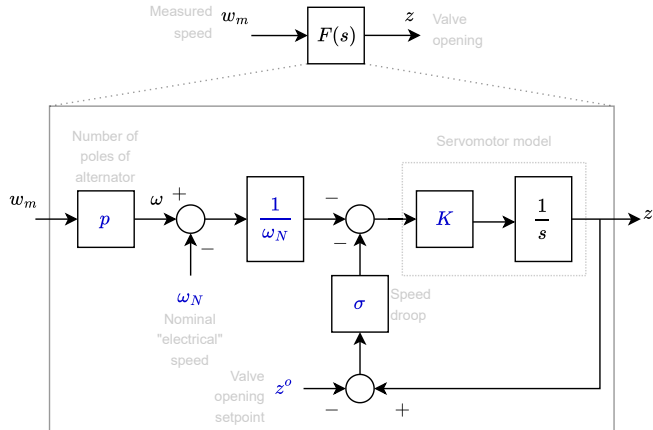 Measured
speed
w_m
F(s)
z
Valve
opening
Number of
poles of
alternator
Servomotor model
w_m
p
ω
+
−
1
ω_N
−
−
K
1
s
z
ω_N
Nominal
"electrical"
speed
σ
Speed
droop
Valve
opening
setpoint
z^o
−
+